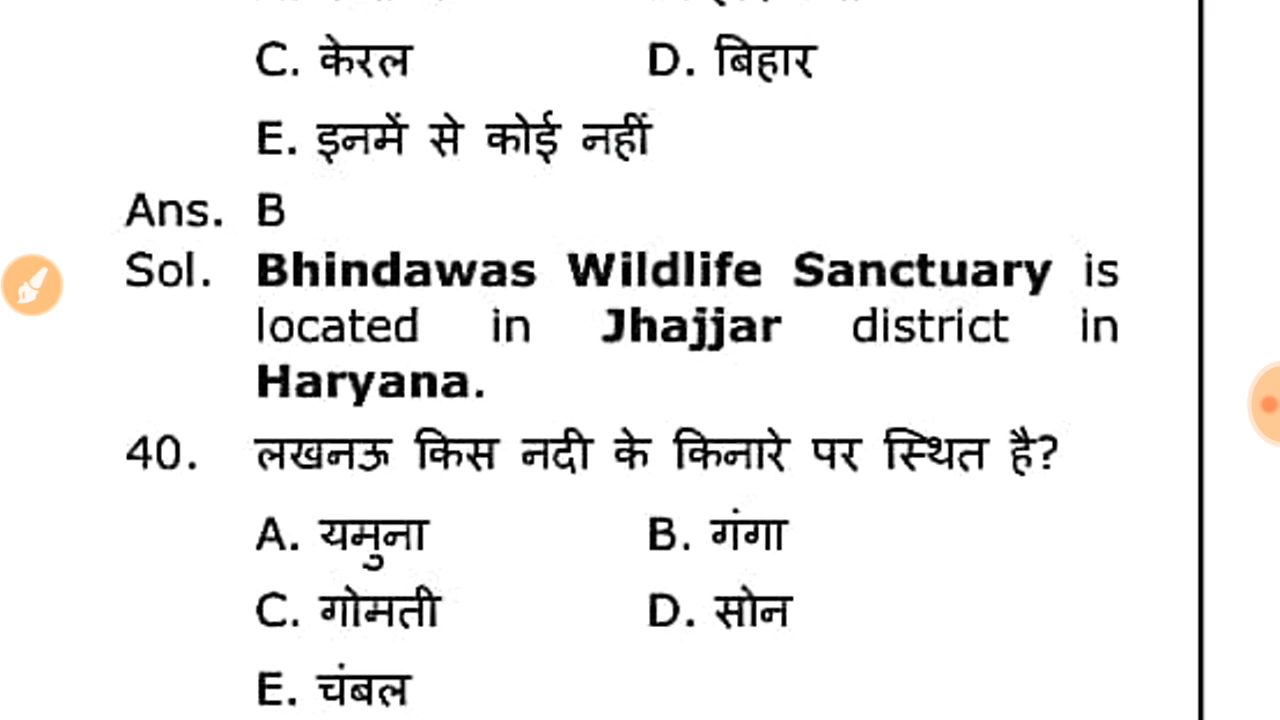 C. केरल D. बिहार
E. इनमें से कोई नहीं
Ans. B
Sol. Bhindawas Wildlife Sanctuary is
located in Jhajjar district in
Haryana.
40. लखनऊ किस नदी के किनारे पर स्थित है?
A. यमुना B. गंगा
C. गोमती D. सोन
E. चंबल